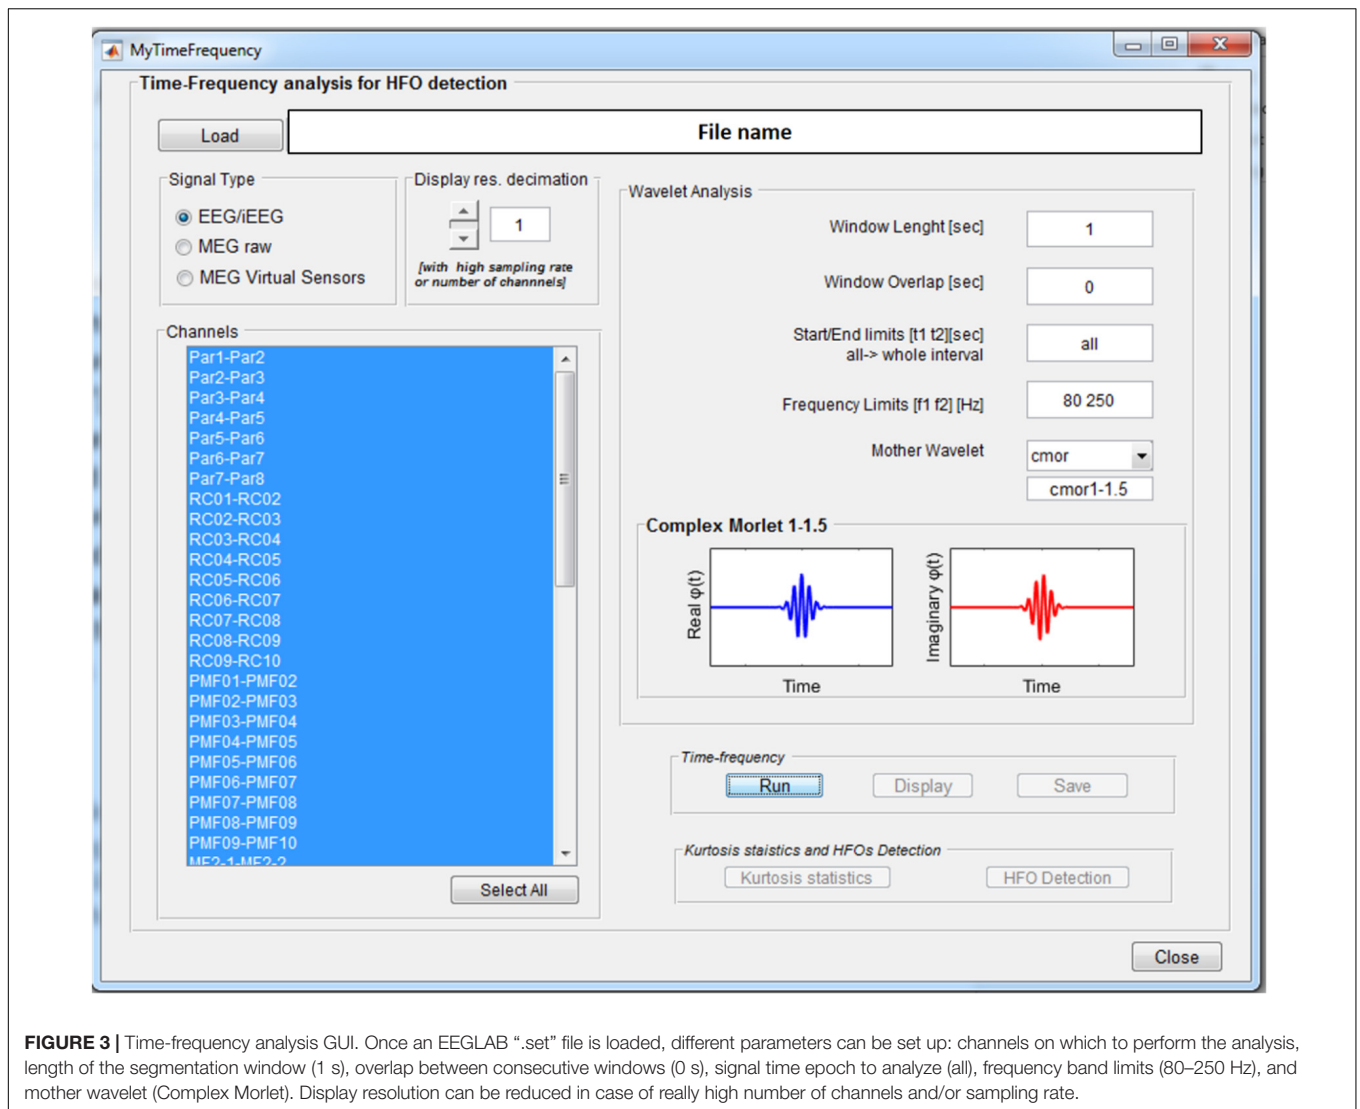 MyTimeFrequency
Time-Frequency analysis for HFO detection
Load
File name
Signal Type
EEG/iEEG
MEG raw
MEG Virtual Sensors
Display res. decimation
1
[with high sampling rate
or number of channnels]
Channels
Par1-Par2
Par2-Par3
Par3-Par4
Par4-Par5
Par5-Par6
Par6-Par7
Par7-Par8
RC01-RC02
RC02-RC03
RC03-RC04
RC04-RC05
RC05-RC06
RC06-RC07
RC07-RC08
RC08-RC09
RC09-RC10
PMF01-PMF02
PMF02-PMF03
PMF03-PMF04
PMF04-PMF05
PMF05-PMF06
PMF06-PMF07
PMF07-PMF08
PMF08-PMF09
PMF09-PMF10
MF2-1-MF2-2
Select All
Wavelet Analysis
Window Lenght [sec]
1
Window Overlap [sec]
0
Start/End limits [t1 t2][sec]
all-> whole interval
all
Frequency Limits [f1 f2] [Hz]
80 250
Mother Wavelet
cmor
cmor1-1.5
Complex Morlet 1-1.5
Real φ(t)
Time
Imaginary φ(t)
Time
Time-frequency
Run
Display
Save
Kurtosis staistics and HFOs Detection
Kurtosis statistics
HFO Detection
Close
FIGURE 3 | Time-frequency analysis GUI. Once an EEGLAB “.set” file is loaded, different parameters can be set up: channels on which to perform the analysis,
length of the segmentation window (1 s), overlap between consecutive windows (0 s), signal time epoch to analyze (all), frequency band limits (80–250 Hz), and
mother wavelet (Complex Morlet). Display resolution can be reduced in case of really high number of channels and/or sampling rate.